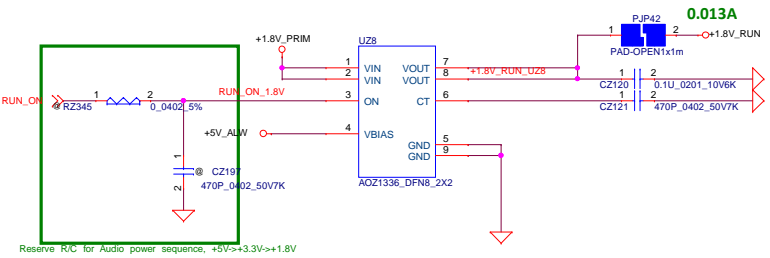 PJP42
0.013A
+1.8V_PRIM
UZ8
1
2
+1.8V_RUN
PAD-OPEN1x1m
1
VIN
VOUT
7
2
VIN
VOUT
8
+1.8V_RUN_UZ8
1
2
CZ120
0.1U_0201_10V6K
RUN_ON
@
RZ345
1
2
0_0402_5%
RUN_ON_1.8V
3
ON
CT
6
1
2
CZ121
470P_0402_50V7K
+5V_ALW
4
VBIAS
GND
5
GND
9
1
@
CZ197
2
470P_0402_50V7K
AOZ1336_DFN8_2X2
Reserve R/C for Audio power sequence, +5V->+3.3V->+1.8V